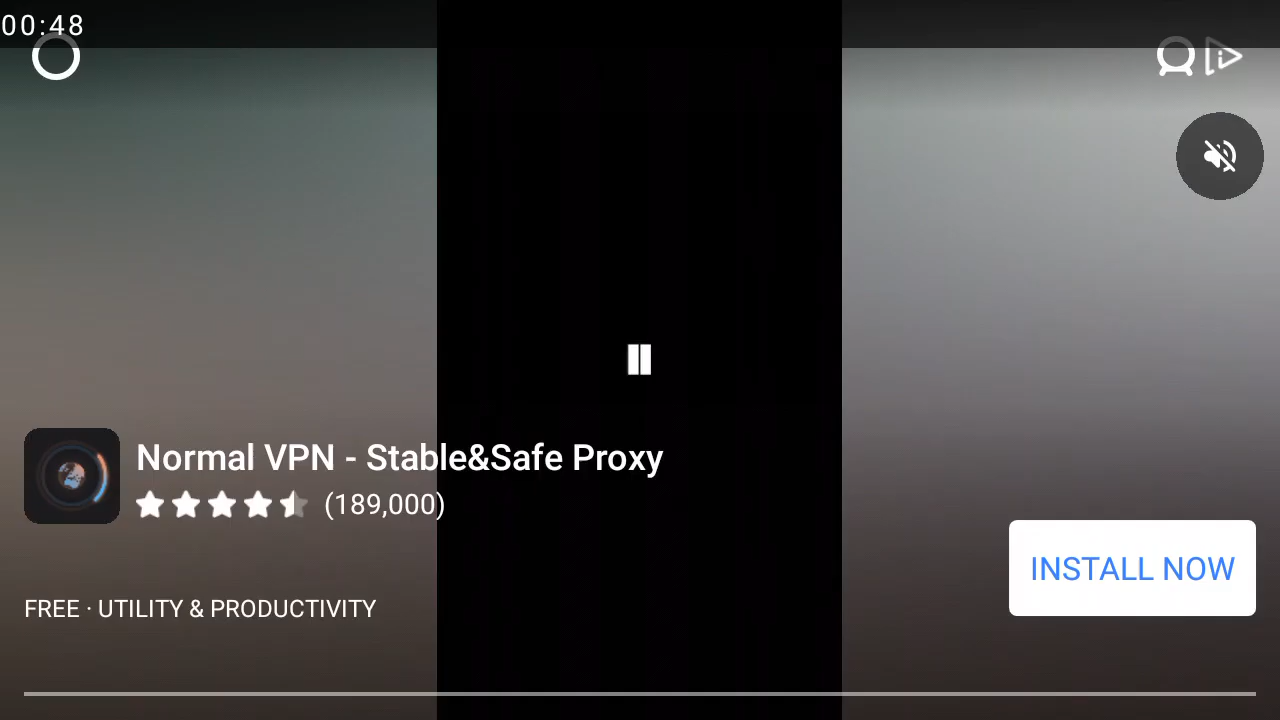 00:48
Normal VPN - Stable&Safe Proxy
(189,000)
INSTALL NOW
FREE · UTILITY & PRODUCTIVITY